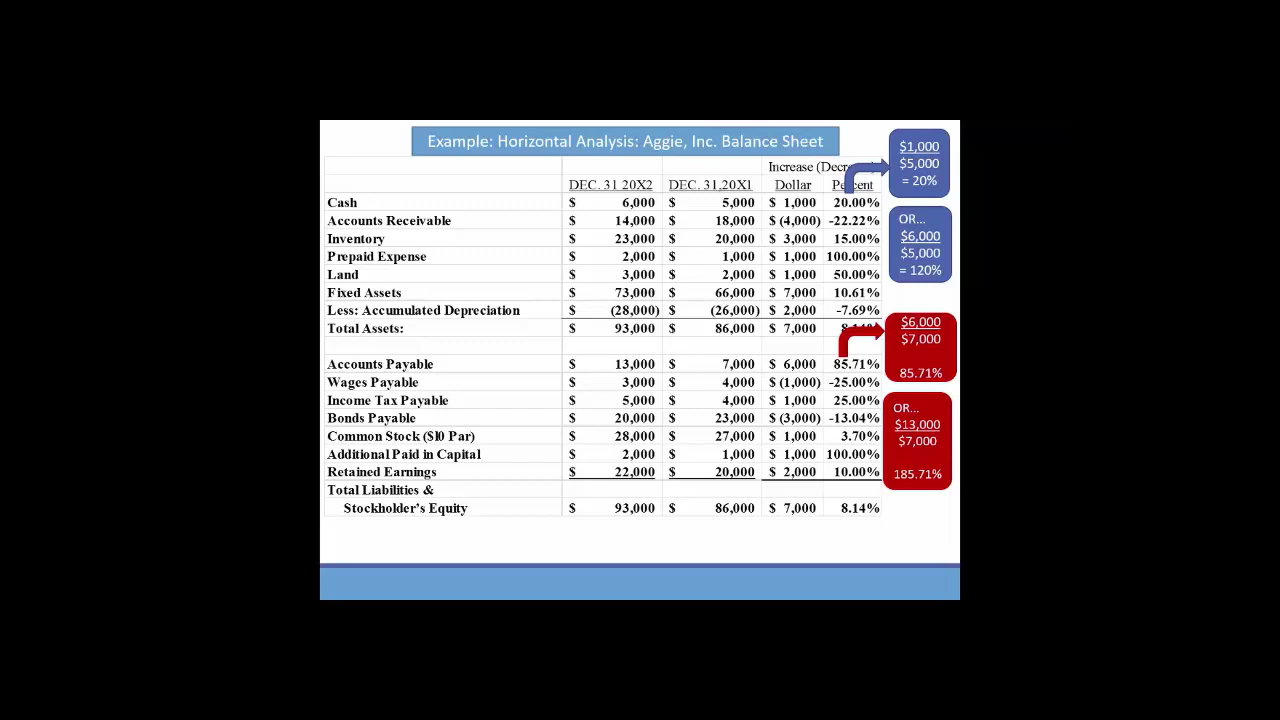 Example: Horizontal Analysis: Aggie, Inc. Balance Sheet
Increase
DEC. 31 20X2 DEC. 31,20X1 Dollar Percent
Cash $ 6,000 $ 5,000 $ 1,000 20.00%
Accounts Receivable $ 14,000 $ 18,000 $ (4,000) -22.22%
Inventory $ 23,000 $ 20,000 $ 3,000 15.00%
Prepaid Expense $ 2,000 $ 1,000 $ 1,000 100.00%
Land $ 3,000 $ 2,000 $ 1,000 50.00%
Fixed Assets $ 73,000 $ 66,000 $ 7,000 10.61%
Less: Accumulated Depreciation $ (28,000) $ (26,000) $ 2,000 -7.69%
Total Assets: $ 93,000 $ 86,000 $ 7,000 8.14%
Accounts Payable $ 13,000 $ 7,000 $ 6,000 85.71%
Wages Payable $ 3,000 $ 4,000 $ (1,000) -25.00%
Income Tax Payable $ 5,000 $ 4,000 $ 1,000 25.00%
Bonds Payable $ 20,000 $ 23,000 $ (3,000) -13.04%
Common Stock ($10 Par) $ 28,000 $ 27,000 $ 1,000 3.70%
Additional Paid in Capital $ 2,000 $ 1,000 $ 1,000 100.00%
Retained Earnings $ 22,000 $ 20,000 $ 2,000 10.00%
Total Liabilities &
Stockholder's Equity $ 93,000 $ 86,000 $ 7,000 8.14%
$1,000
$5,000
= 20%
OR...
$6,000
$5,000
= 120%
$6,000
$7,000
85.71%
OR...
$13,000
$7,000
185.71%